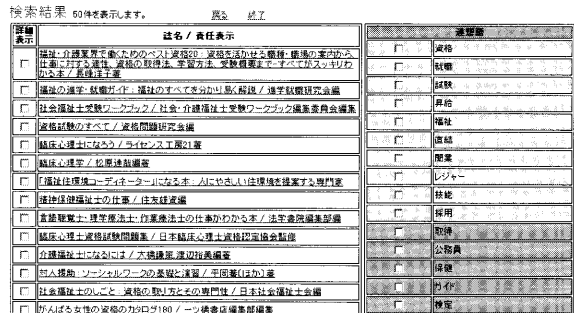 検索結果 50件を表示します。 戻る 終了
詳細表示
誌名 / 責任表示
福祉・介護業界で働くためのベスト資格20 : 資格を活かせる職種・職場の案内から、
仕事に対する適性、資格の取得法、学習方法、受験概要まで…すべてがスッキリわ
かる本 / 長峰洋子著
福祉の進学・就職ガイド : 福祉のすべてを分かり易く解説 / 進学就職研究会編
社会福祉士受験ワークブック / 社会・介護福祉士受験ワークブック編集委員会編集
資格試験のすべて / 資格問題研究会編
臨床心理士になろう / ライセンス工房21著
臨床心理学 / 松原達哉編著
「福祉住環境コーディネーター」になる本 : 人にやさしい住環境を提案する専門家
精神保健福祉士の仕事 / 住友雄資編
言語聴覚士・理学療法士・作業療法士の仕事がわかる本 / 法学書院編集部編
臨床心理士資格試験問題集 / 日本臨床心理士資格認定協会監修
介護福祉士になるには / 大橋謙策,渡辺裕美編著
対人援助 : ソーシャルワークの基礎と演習 / 平岡蕃[ほか]著
社会福祉士のしごと : 資格の取り方とその専門性 / 日本社会福祉士会編
がんばる女性の資格のカタログ180 / 一ツ橋書店編集部編集
連想語
資格
就職
試験
昇給
福祉
直結
開業
レジャー
技能
採用
取得
公務員
保健
ガイド
検定